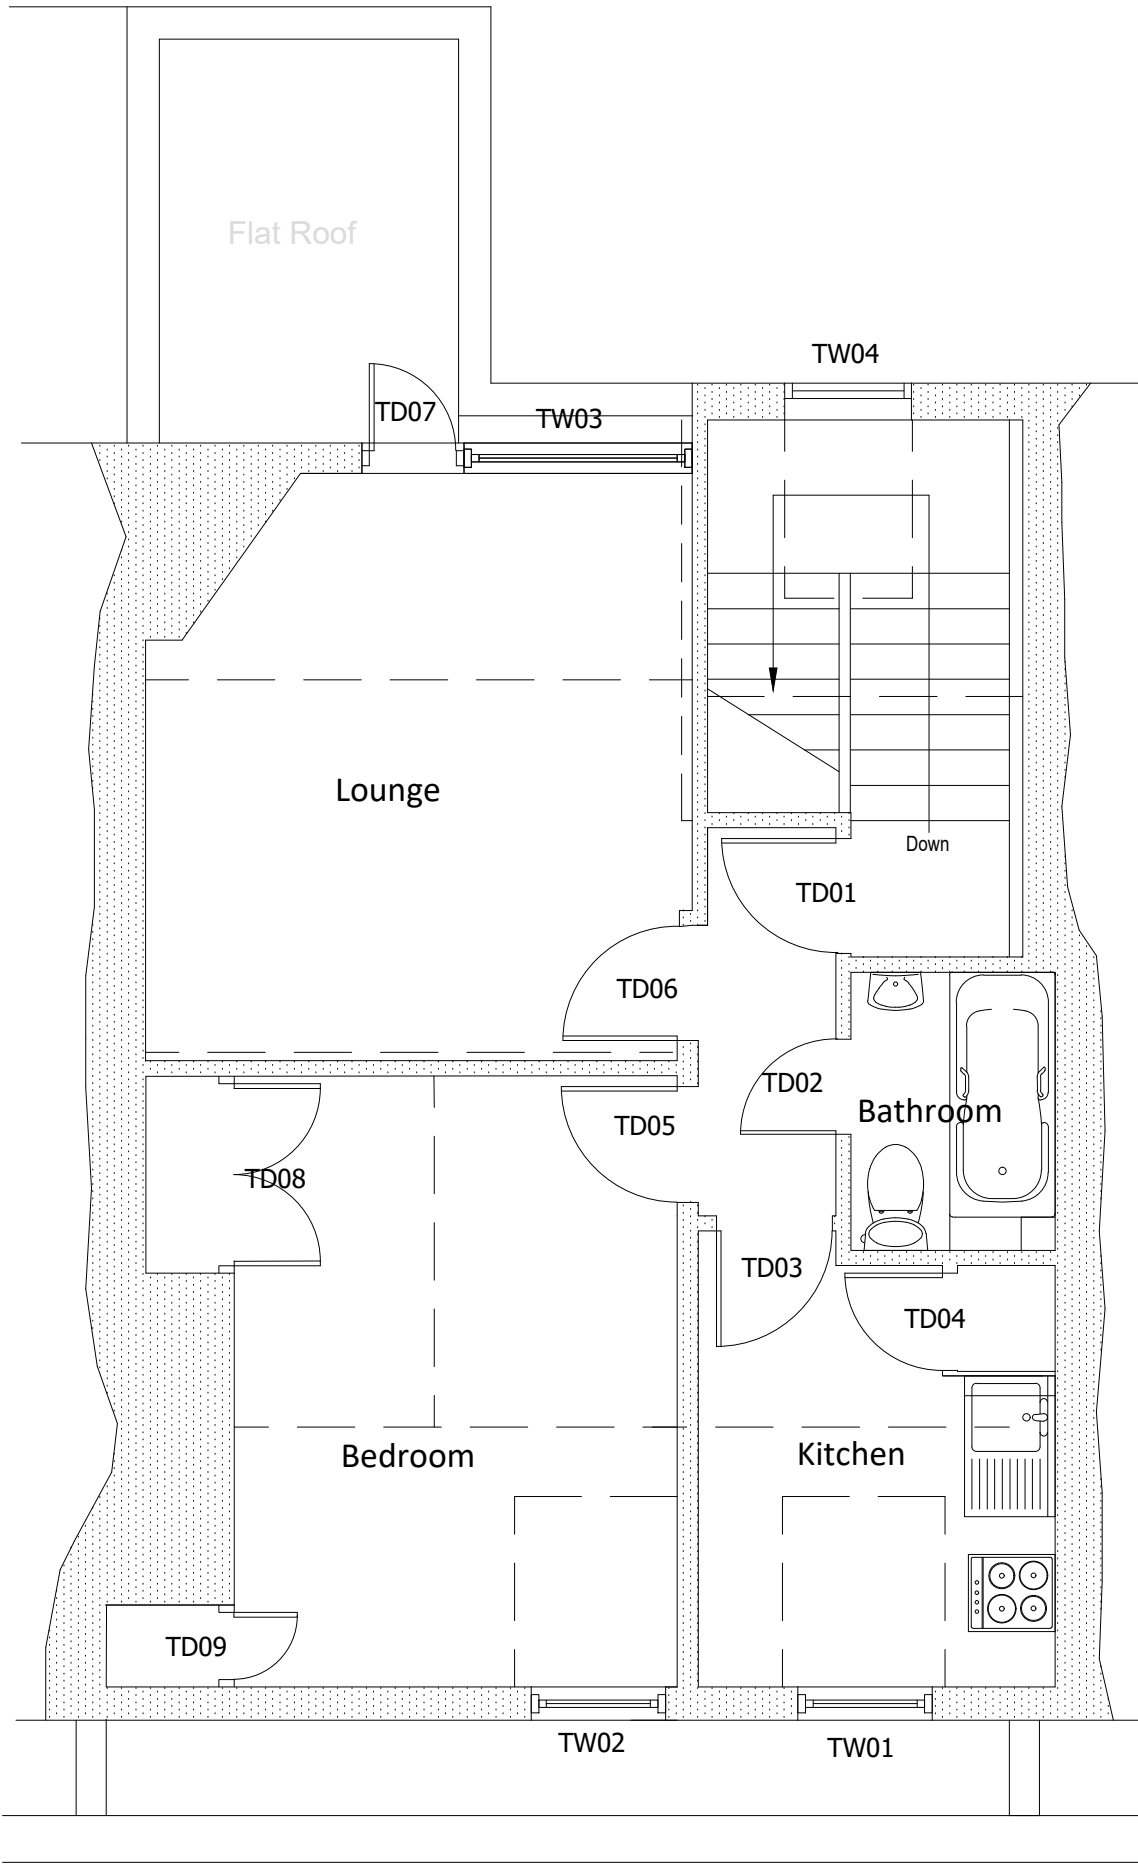 Flat Roof
TW04
TD07
TW03
Lounge
Down
TD01
TD06
TD02
Bathroom
TD05
TD08
TD03
TD04
Bedroom
Kitchen
TD09
TW02
TW01